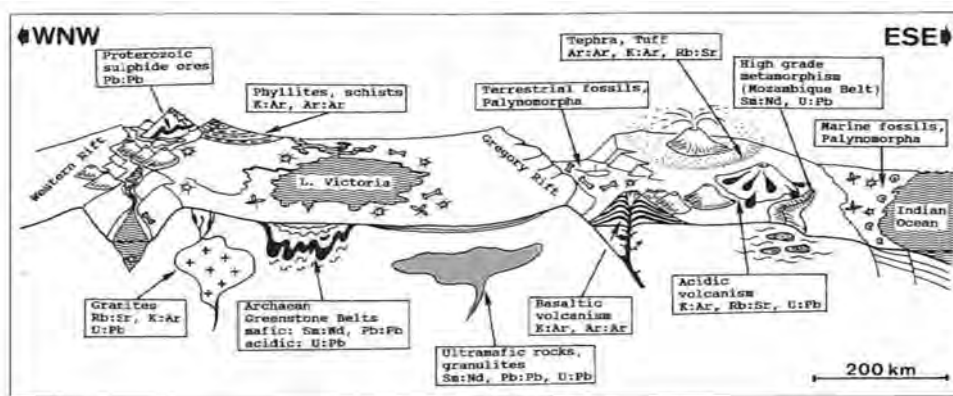 WNW
ESE
Proterozoic
sulphide ores
Pb:Pb
Phyllites, schists
K:Ar, Ar:Ar
Terrestrial fossils,
Palynomorpha
Tephra, Tuff
Ar:Ar, K:Ar, Rb:Sr
High grade
metamorphism
(Mozambique Belt)
Sm:Nd, U:Pb
Marine fossils,
Palynomorpha
Western Rift
L. Victoria
Gregory Rift
Indian
Ocean
Granites
Rb:Sr, K:Ar
U:Pb
Archaean
Greenstone Belts
mafic: Sm:Nd, Pb:Pb
acidic: U:Pb
Ultramafic rocks,
granulites
Sm:Nd, Pb:Pb, U:Pb
Basaltic
volcanism
K:Ar, Ar:Ar
Acidic
volcanism
K:Ar, Rb:Sr, U:Pb
200 km